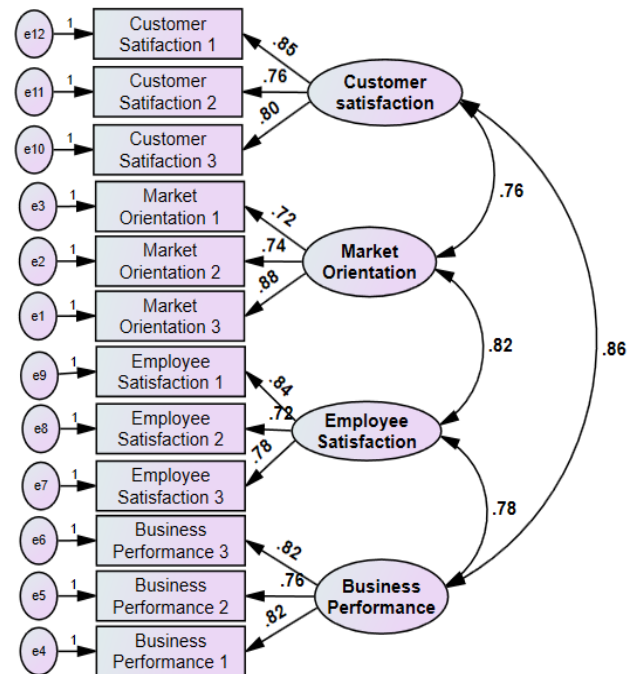 e12
1
Customer
Satifaction 1
.85
e11
1
Customer
Satifaction 2
.76
Customer
satisfaction
e10
1
Customer
Satifaction 3
.80
.76
e3
1
Market
Orientation 1
.72
e2
1
Market
Orientation 2
.74
Market
Orientation
e1
1
Market
Orientation 3
.88
.82
.86
e9
1
Employee
Satisfaction 1
.84
e8
1
Employee
Satisfaction 2
.72
Employee
Satisfaction
e7
1
Employee
Satisfaction 3
.78
.78
e6
1
Business
Performance 3
.82
e5
1
Business
Performance 2
.76
Business
Performance
e4
1
Business
Performance 1
.82